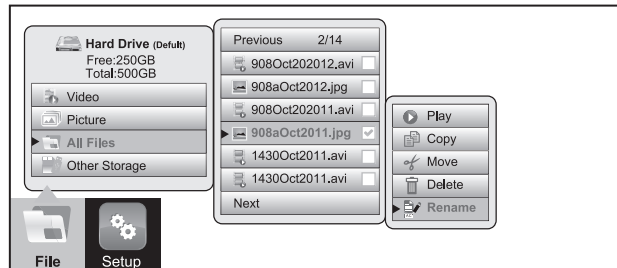 Hard Drive (Defult)
Free:250GB
Total:500GB
Video
Picture
All Files
Other Storage
File
Setup
Previous 2/14
908Oct202012.avi
908aOct2012.jpg
908Oct202011.avi
908aOct2011.jpg
1430Oct2011.avi
1430Oct2011.avi
Next
Play
Copy
Move
Delete
Rename